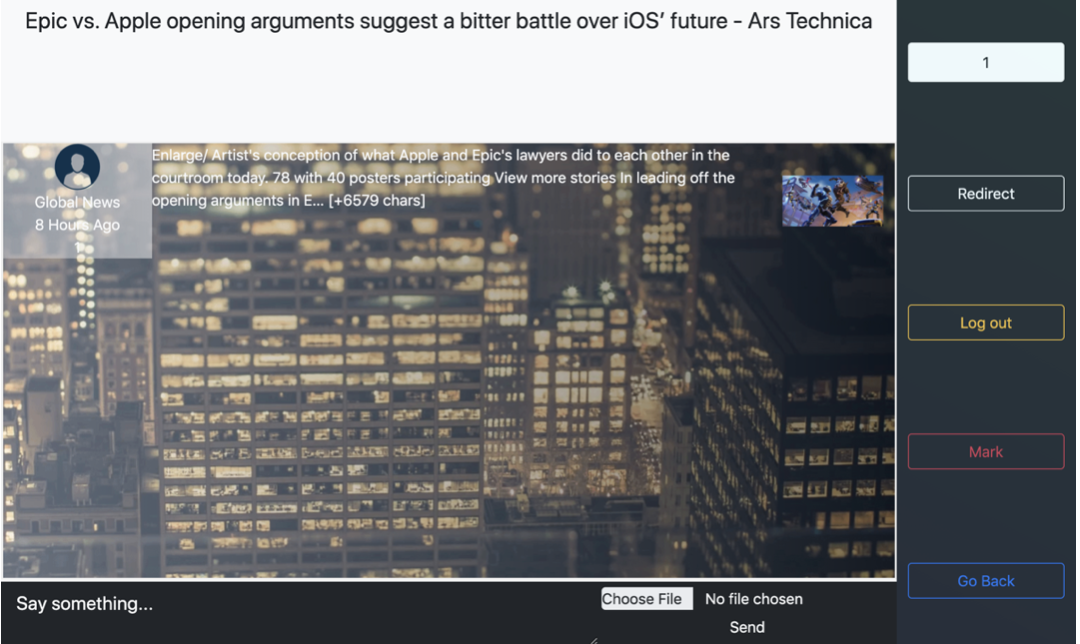 Epic vs. Apple opening arguments suggest a bitter battle over iOS’ future - Ars Technica
1
Redirect
Log out
Mark
Go Back
Global News
8 Hours Ago
1
Enlarge/ Artist's conception of what Apple and Epic's lawyers did to each other in the
courtroom today. 78 with 40 posters participating View more stories In leading off the
opening arguments in E... [+6579 chars]
Say something...
Choose File No file chosen
Send